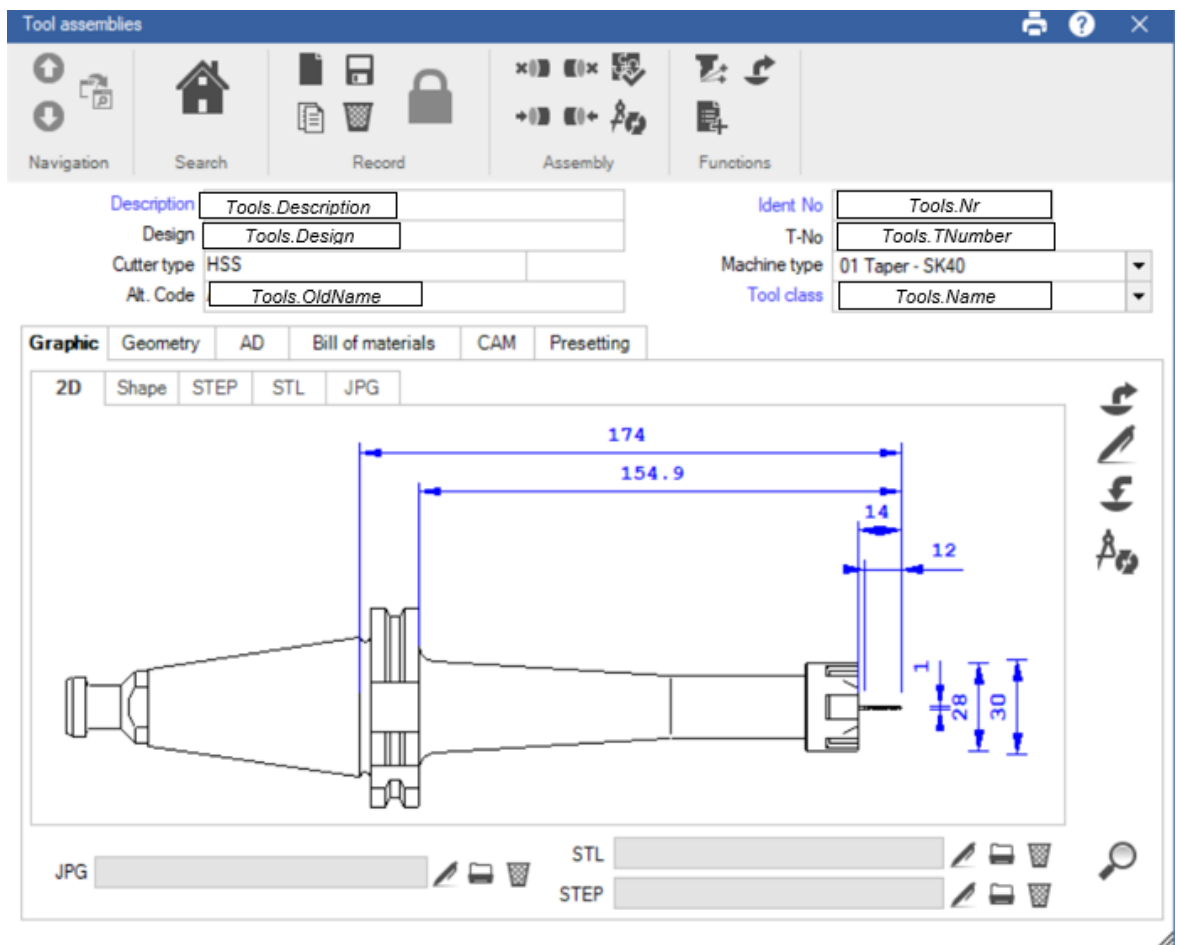 Tool assemblies
Navigation Search Record Assembly Functions
Description Tools.Description Ident No Tools.Nr
Design Tools.Design T-No Tools.TNumber
Cutter type HSS Machine type 01 Taper - SK40
Alt. Code Tools.OldName Tool class Tools.Name
Graphic Geometry AD Bill of materials CAM Presetting
2D Shape STEP STL JPG
174
154.9
14
12
1
28
30
JPG
STL
STEP